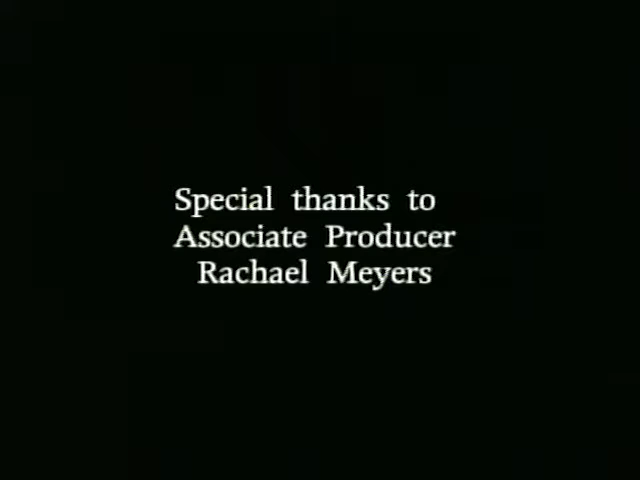 Special thanks to
Associate Producer
Rachael Meyers